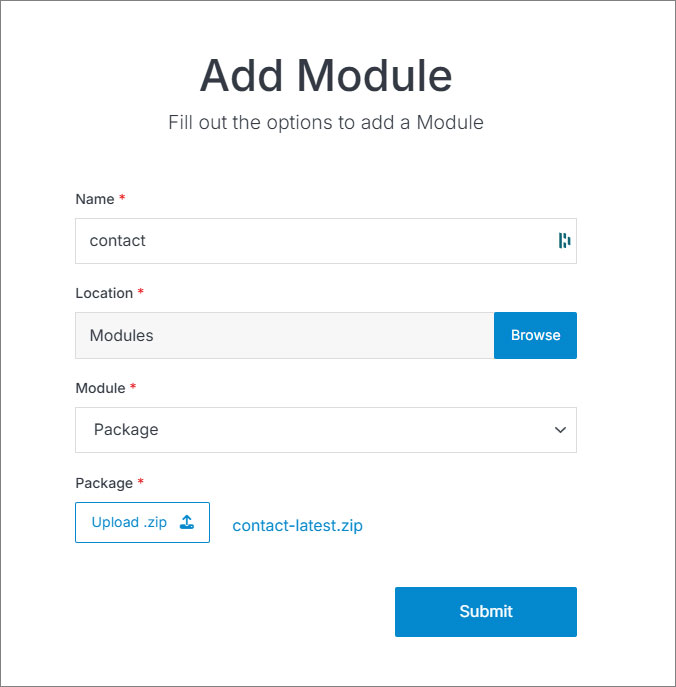 Add Module
Fill out the options to add a Module
Name *
contact
Location *
Modules
Browse
Module *
Package
Package *
Upload .zip
contact-latest.zip
Submit